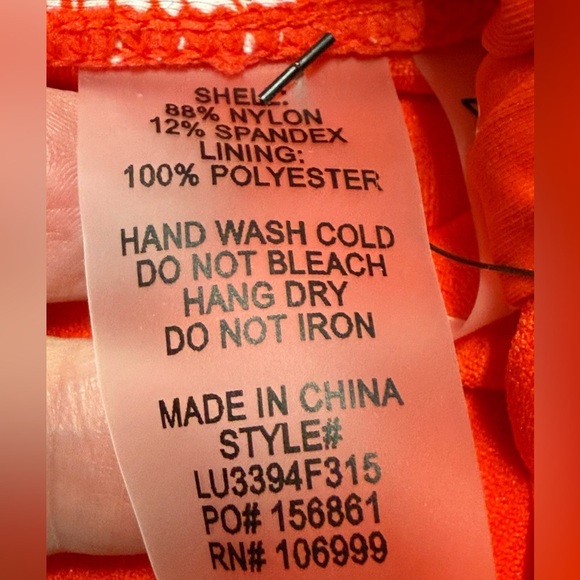 SHELL:
88% NYLON
12% SPANDEX
LINING:
100% POLYESTER
HAND WASH COLD
DO NOT BLEACH
HANG DRY
DO NOT IRON
MADE IN CHINA
STYLE#
LU3394F315
PO# 156861
RN# 106999